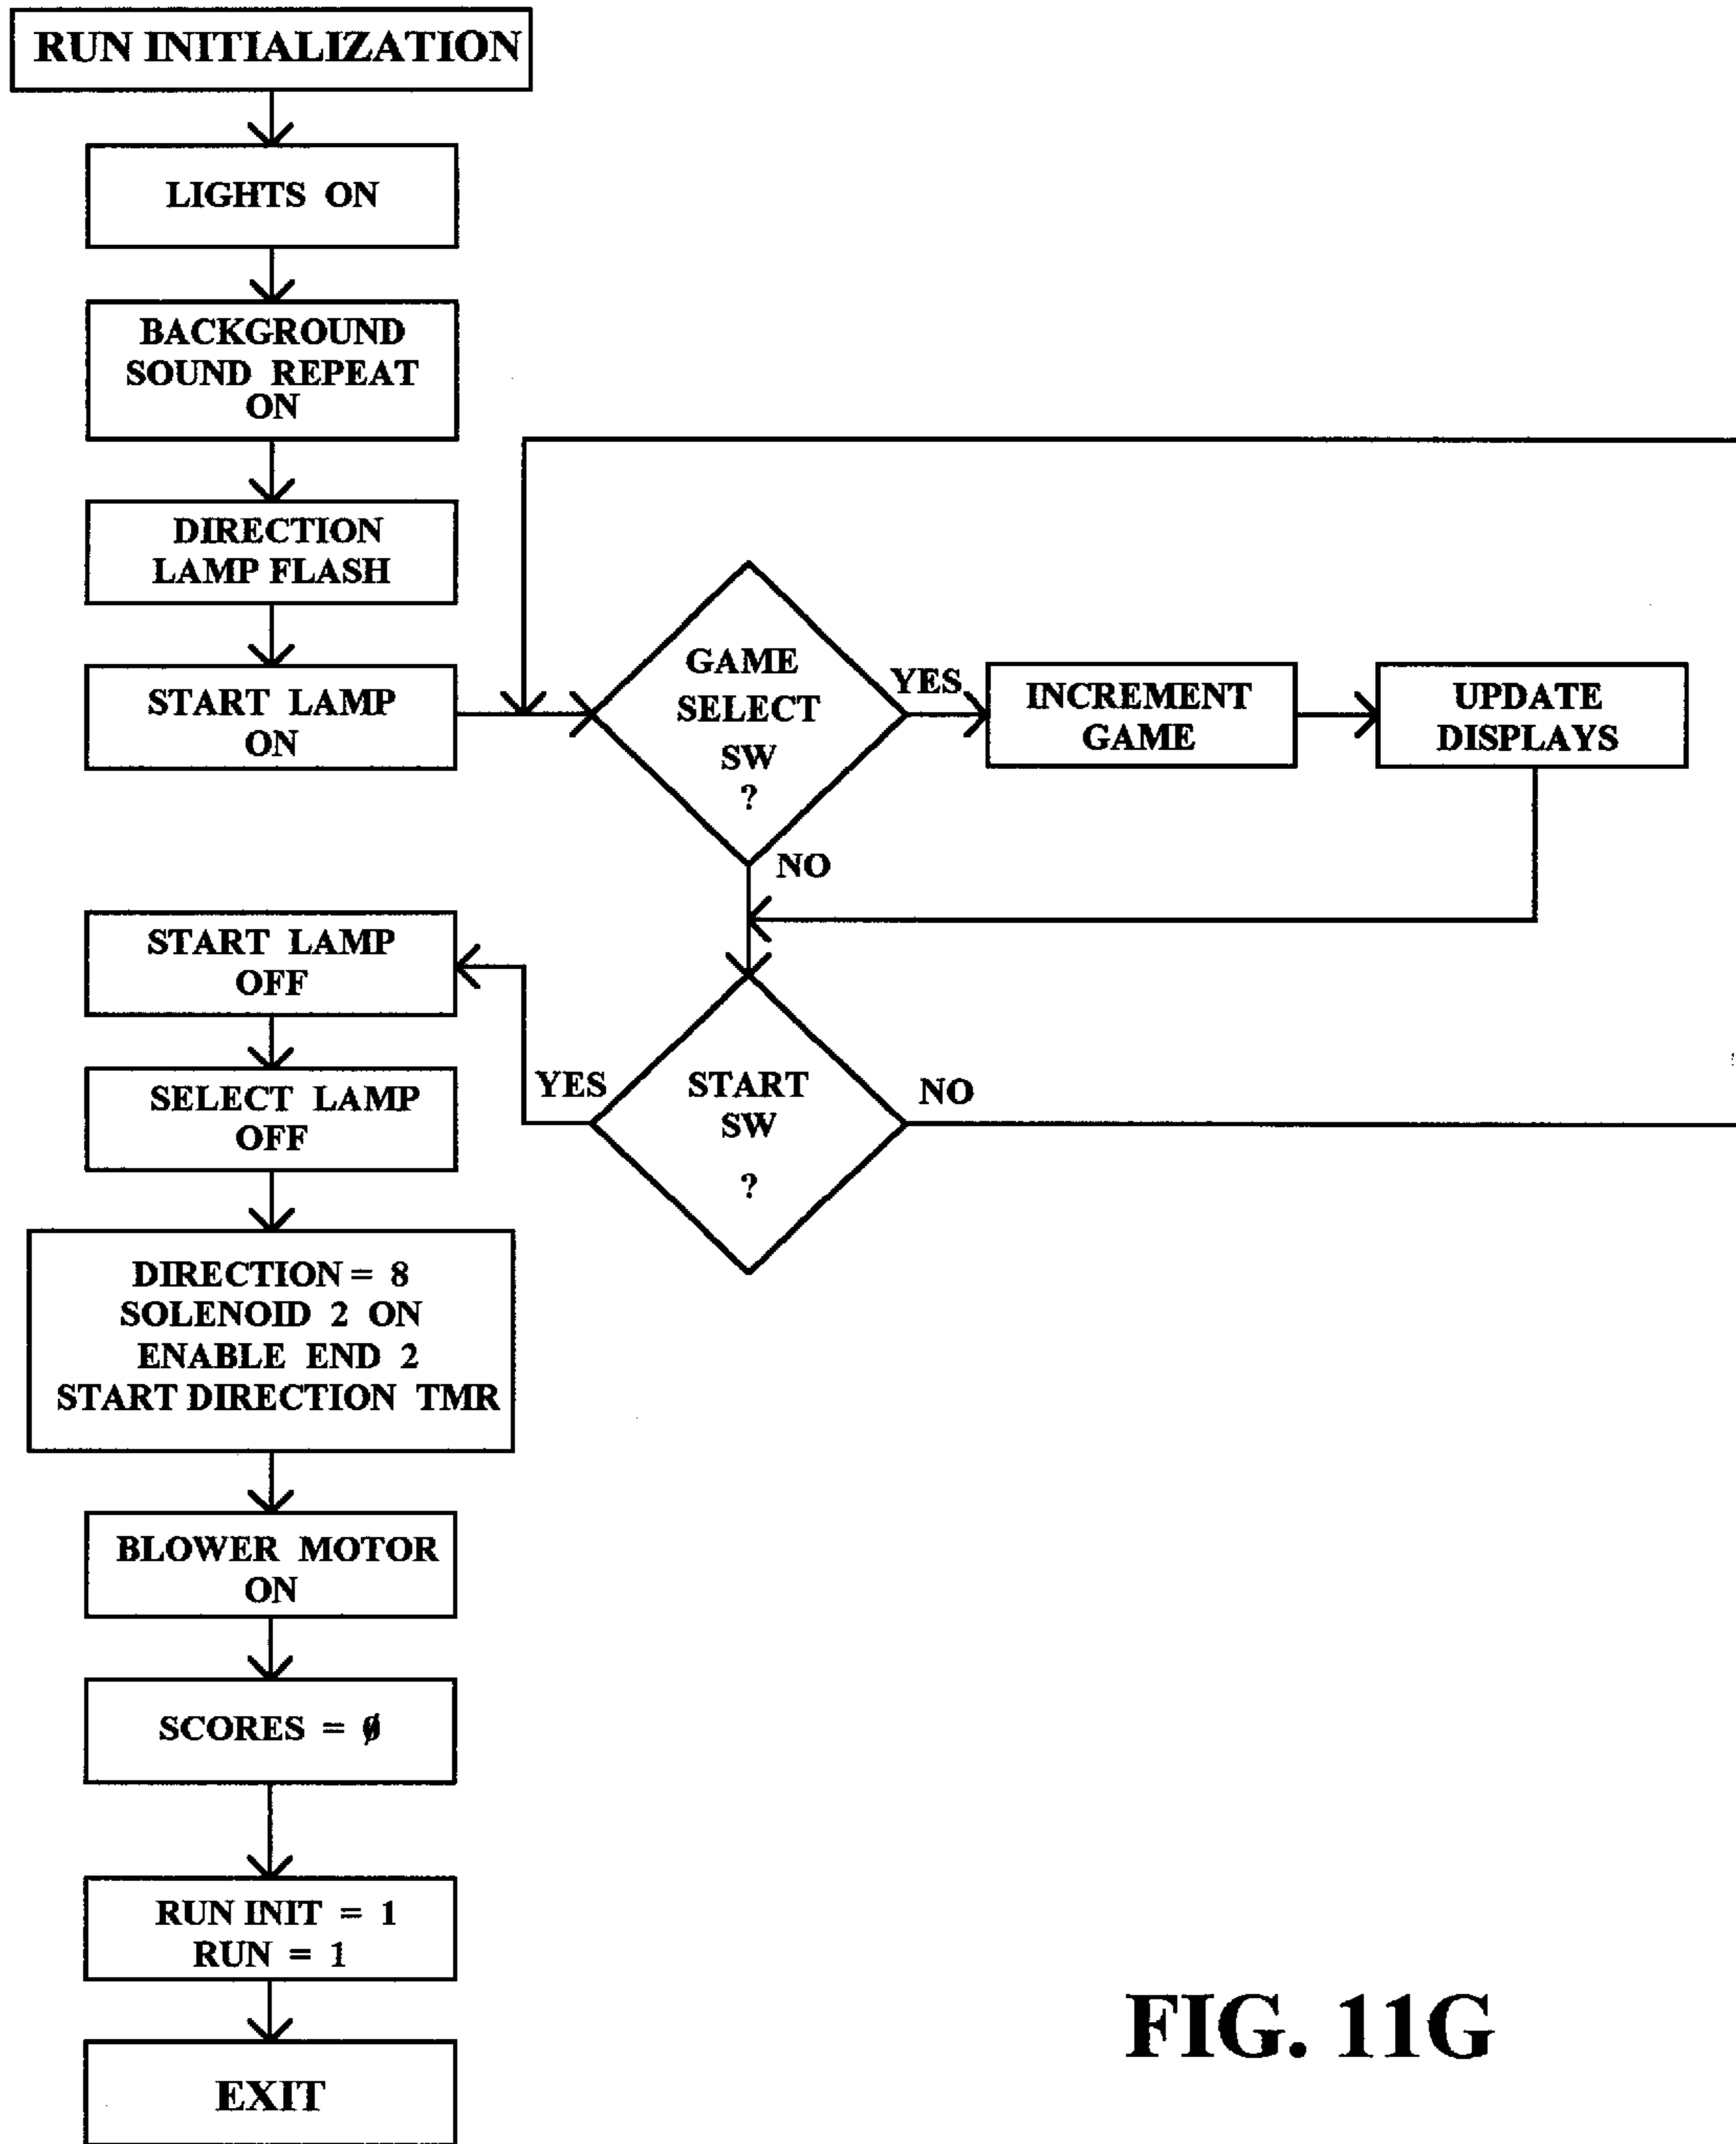 RUN INITIALIZATION
LIGHTS ON
BACKGROUND
SOUND REPEAT
ON
DIRECTION
LAMP FLASH
START LAMP
ON
GAME
SELECT
SW
?
YES
INCREMENT
GAME
UPDATE
DISPLAYS
NO
START LAMP
OFF
SELECT LAMP
OFF
YES
START
SW
?
NO
DIRECTION = 8
SOLENOID 2 ON
ENABLE END 2
START DIRECTION TMR
BLOWER MOTOR
ON
SCORES = 0̸
RUN INIT = 1
RUN = 1
EXIT
FIG. 11G